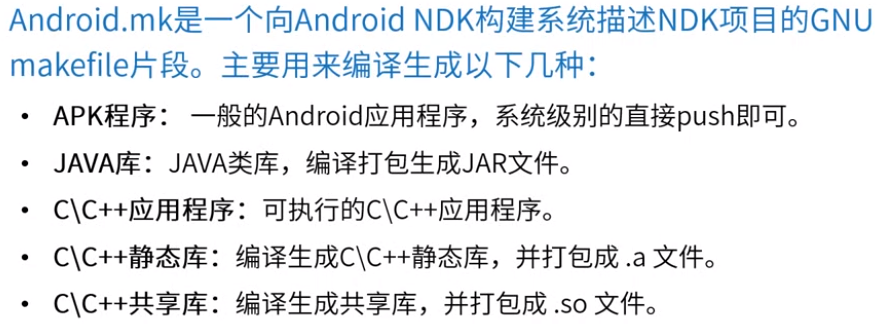 Android.mk是一个向Android NDK构建系统描述NDK项目的GNU
makefile片段。主要用来编译生成以下几种：
• APK程序： 一般的Android应用程序，系统级别的直接push即可。
• JAVA库：JAVA类库，编译打包生成JAR文件。
• C\C++应用程序：可执行的C\C++应用程序。
• C\C++静态库：编译生成C\C++静态库，并打包成 .a 文件。
• C\C++共享库：编译生成共享库，并打包成 .so 文件。